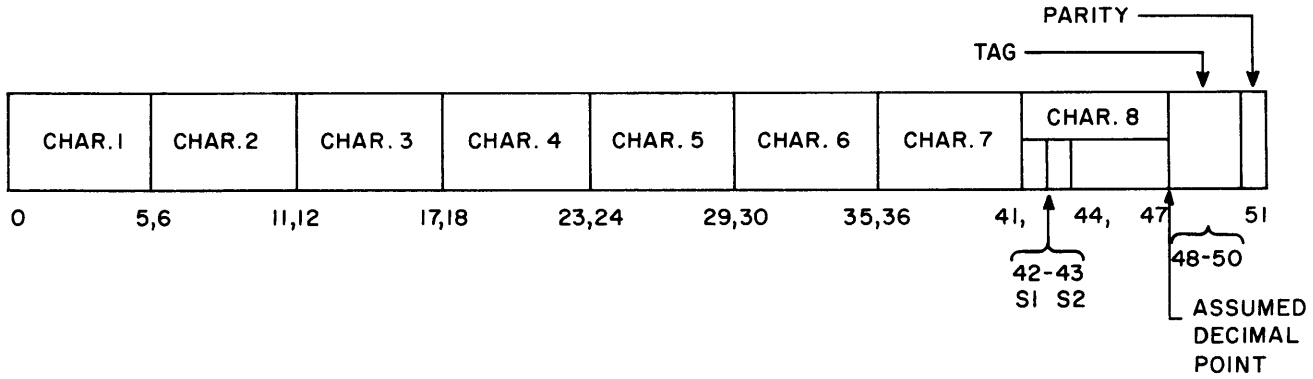 PARITY
TAG
CHAR. 1 CHAR. 2 CHAR. 3 CHAR. 4 CHAR. 5 CHAR. 6 CHAR. 7 CHAR. 8
0 5,6 11,12 17,18 23,24 29,30 35,36 41, 44, 47 51
42-43 48-50
S1 S2
ASSUMED
DECIMAL
POINT